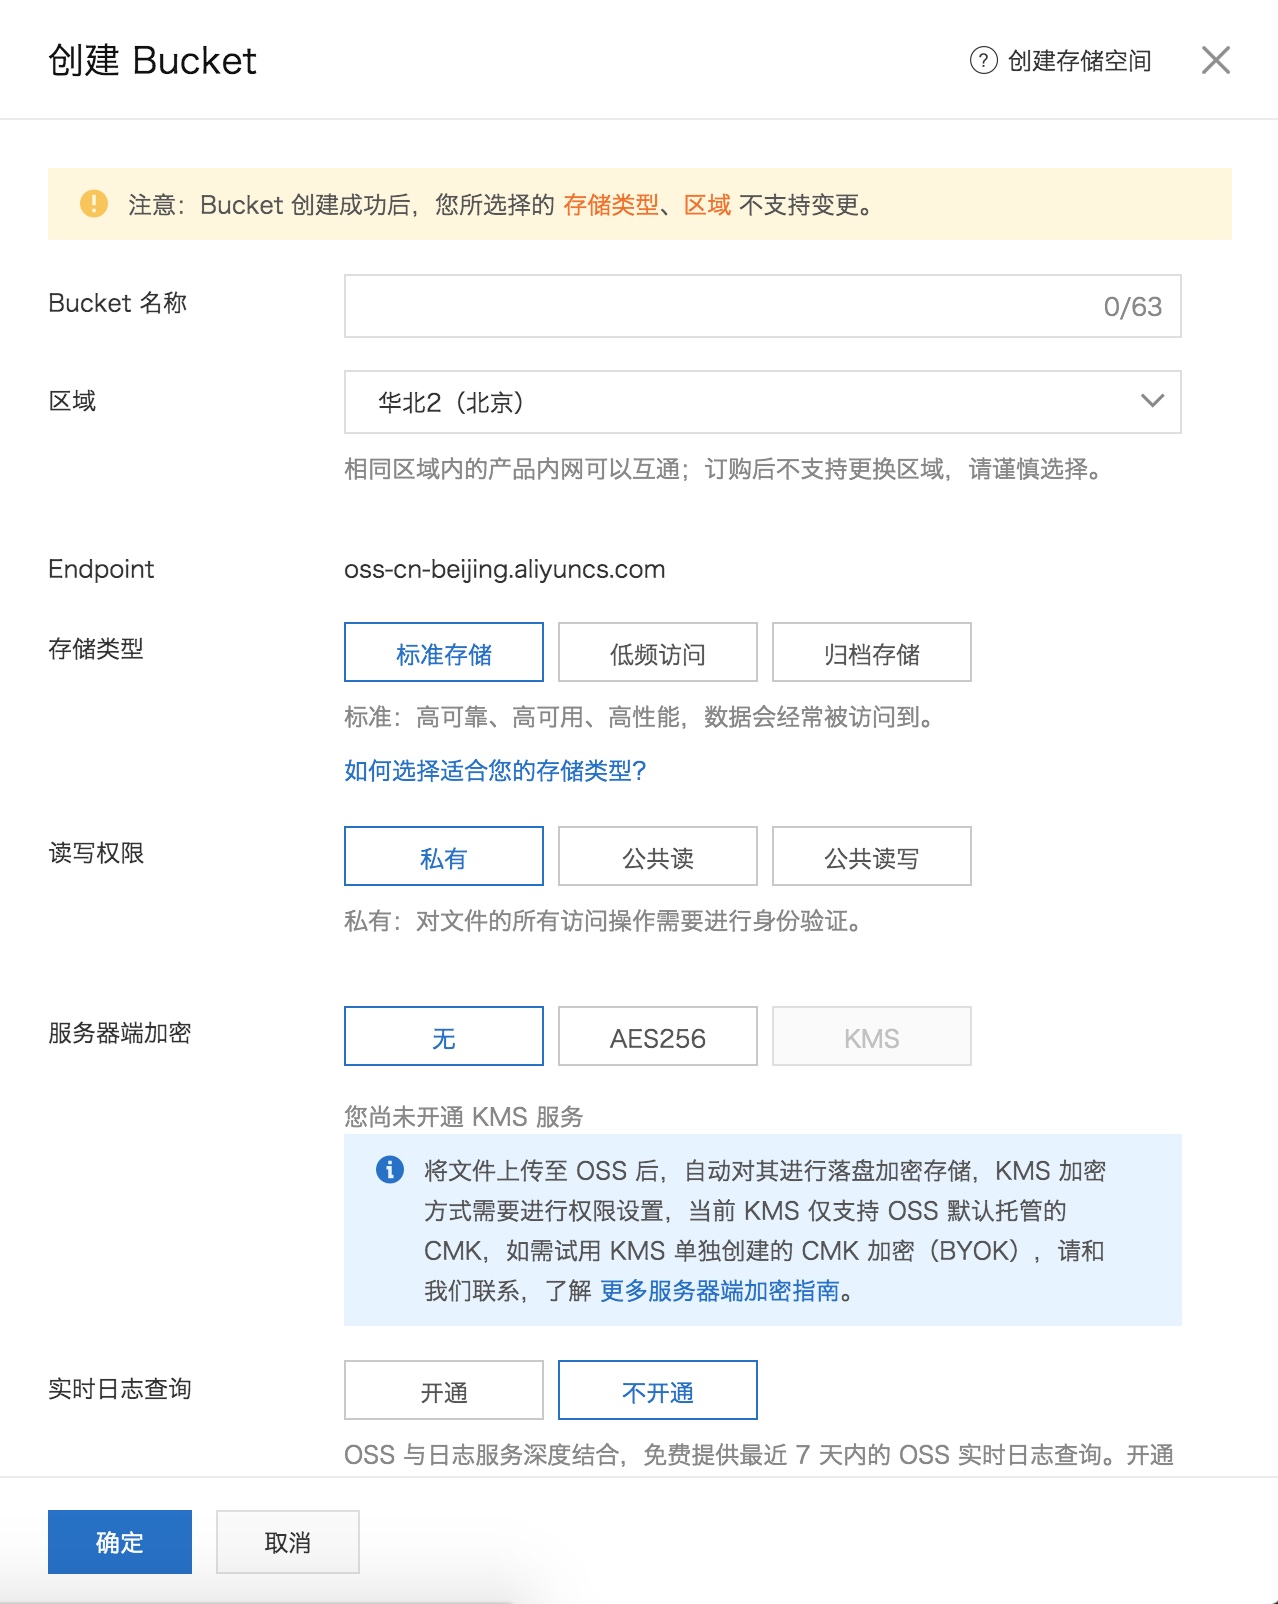 创建 Bucket
? 创建存储空间
注意：Bucket 创建成功后，您所选择的 存储类型、区域 不支持变更。
Bucket 名称
0/63
区域
华北2（北京）
相同区域内的产品内网可以互通；订购后不支持更换区域，请谨慎选择。
Endpoint
oss-cn-beijing.aliyuncs.com
存储类型
标准存储 低频访问 归档存储
标准：高可靠、高可用、高性能，数据会经常被访问到。
如何选择适合您的存储类型?
读写权限
私有 公共读 公共读写
私有：对文件的所有访问操作需要进行身份验证。
服务器端加密
无 AES256 KMS
您尚未开通 KMS 服务
将文件上传至 OSS 后，自动对其进行落盘加密存储，KMS 加密
方式需要进行权限设置，当前 KMS 仅支持 OSS 默认托管的
CMK，如需试用 KMS 单独创建的 CMK 加密（BYOK），请和
我们联系，了解 更多服务器端加密指南。
实时日志查询
开通 不开通
OSS 与日志服务深度结合，免费提供最近 7 天内的 OSS 实时日志查询。开通
确定 取消